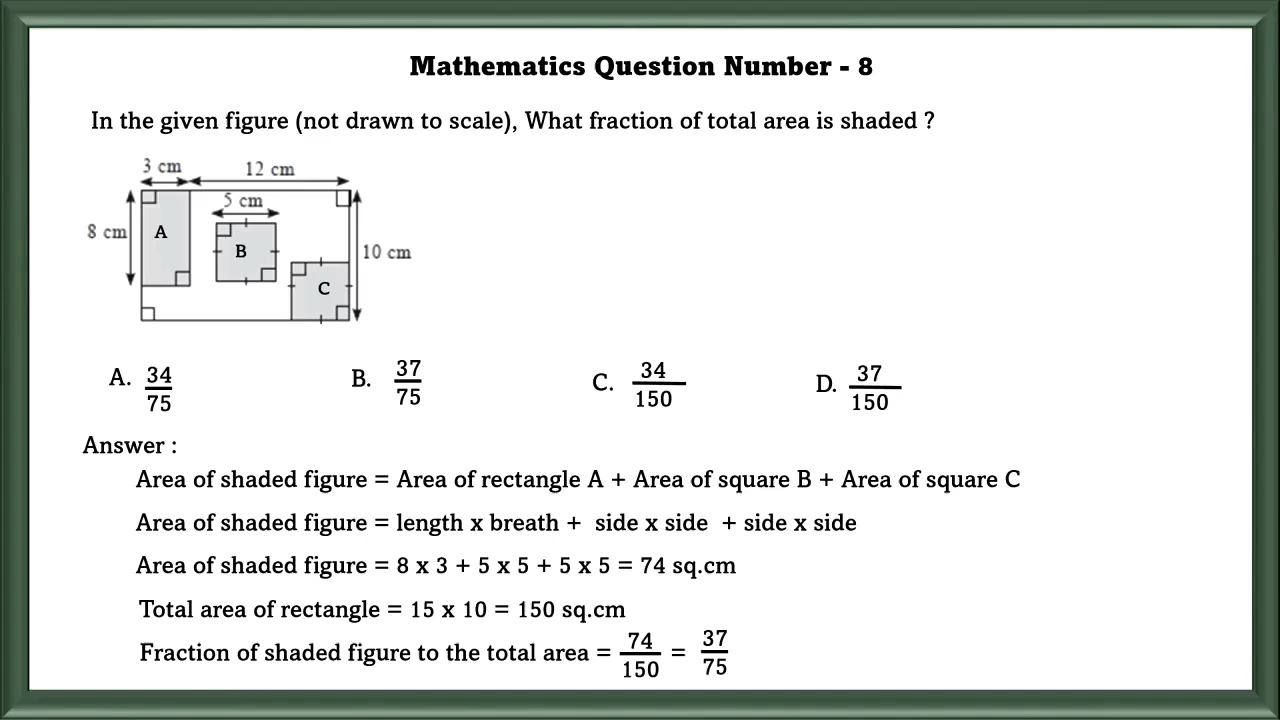 Mathematics Question Number - 8
In the given figure (not drawn to scale), What fraction of total area is shaded ?
3 cm 12 cm
5 cm
8 cm A B 10 cm
C
A. 34/75 B. 37/75 C. 34/150 D. 37/150
Answer :
Area of shaded figure = Area of rectangle A + Area of square B + Area of square C
Area of shaded figure = length x breath + side x side + side x side
Area of shaded figure = 8 x 3 + 5 x 5 + 5 x 5 = 74 sq.cm
Total area of rectangle = 15 x 10 = 150 sq.cm
Fraction of shaded figure to the total area = 74/150 = 37/75